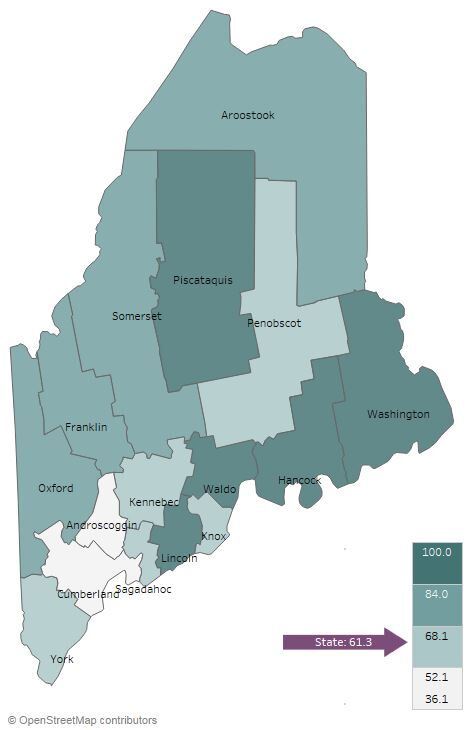 Aroostook
Piscataquis
Somerset
Penobscot
Washington
Franklin
Hancock
Waldo
Oxford
Kennebec
Androscoggin
Knox
Lincoln
Sagadahoc
Cumberland
York
100.0
84.0
68.1
State: 61.3
52.1
36.1
© OpenStreetMap contributors